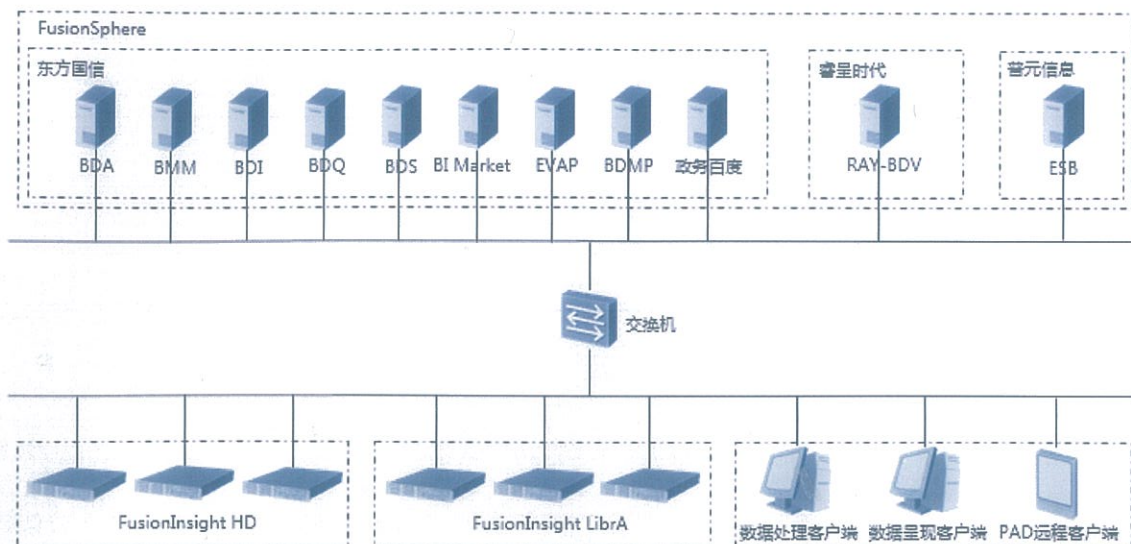 FusionSphere
东方国信
睿呈时代
普元信息
BDA
BMM
BDI
BDQ
BDS
BI Market
EVAP
BDMP
政务百度
RAY-BDV
ESB
交换机
FusionInsight HD
FusionInsight LibrA
数据处理客户端
数据呈现客户端
PAD远程客户端